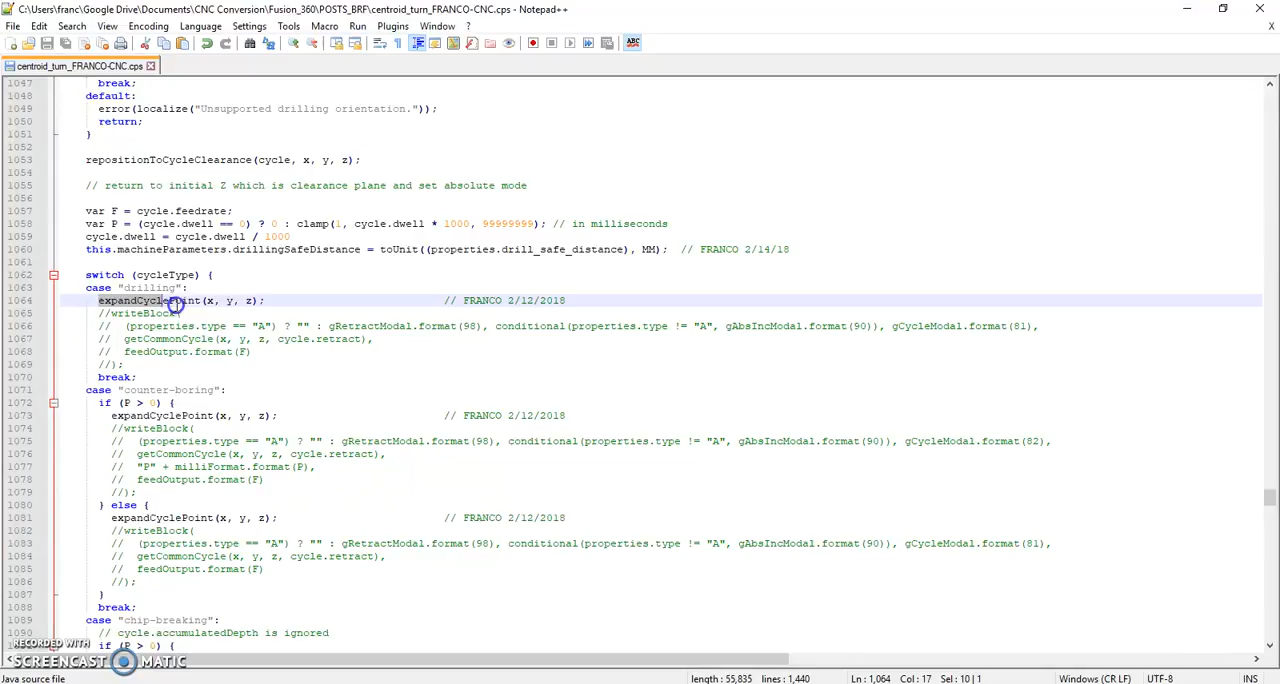 C:\Users\franc\Google Drive\Documents\CNC Conversion\Fusion_360\POSTS_BRF\centroid_turn_FRANCO-CNC.cps - Notepad++
File Edit Search View Encoding Language Settings Tools Macro Run Plugins Window ?
centroid_turn_FRANCO-CNC.cps
1047 break;
1048 default:
1049 error(localize("Unsupported drilling orientation."));
1050 return;
1051 }
1052
1053 repositionToCycleClearance(cycle, x, y, z);
1054
1055 // return to initial Z which is clearance plane and set absolute mode
1056
1057 var F = cycle.feedrate;
1058 var P = (cycle.dwell == 0) ? 0 : clamp(1, cycle.dwell * 1000, 99999999); // in milliseconds
1059 cycle.dwell = cycle.dwell / 1000
1060 this.machineParameters.drillingSafeDistance = toUnit((properties.drill_safe_distance), MM); // FRANCO 2/14/18
1061
1062 switch (cycleType) {
1063 case "drilling":
1064 expandCyclePoint(x, y, z); // FRANCO 2/12/2018
1065 //writeBlock(
1066 // (properties.type == "A") ? "" : gRetractModal.format(98), conditional(properties.type != "A", gAbsIncModal.format(90)), gCycleModal.format(81),
1067 // getCommonCycle(x, y, z, cycle.retract),
1068 // feedOutput.format(F)
1069 //);
1070 break;
1071 case "counter-boring":
1072 if (P > 0) {
1073 expandCyclePoint(x, y, z); // FRANCO 2/12/2018
1074 //writeBlock(
1075 // (properties.type == "A") ? "" : gRetractModal.format(98), conditional(properties.type != "A", gAbsIncModal.format(90)), gCycleModal.format(82),
1076 // getCommonCycle(x, y, z, cycle.retract),
1077 // "P" + milliFormat.format(P),
1078 // feedOutput.format(F)
1079 //);
1080 } else {
1081 expandCyclePoint(x, y, z); // FRANCO 2/12/2018
1082 //writeBlock(
1083 // (properties.type == "A") ? "" : gRetractModal.format(98), conditional(properties.type != "A", gAbsIncModal.format(90)), gCycleModal.format(81),
1084 // getCommonCycle(x, y, z, cycle.retract),
1085 // feedOutput.format(F)
1086 //);
1087 }
1088 break;
1089 case "chip-breaking":
1090 // cycle.accumulatedDepth is ignored
if (P > 0) {
RECORDED WITH
SCREENCAST MATIC
Java source file length : 55,835 lines : 1,440 Ln : 1,064 Col : 17 Sel : 10 | 1 Windows (CR LF) UTF-8 INS